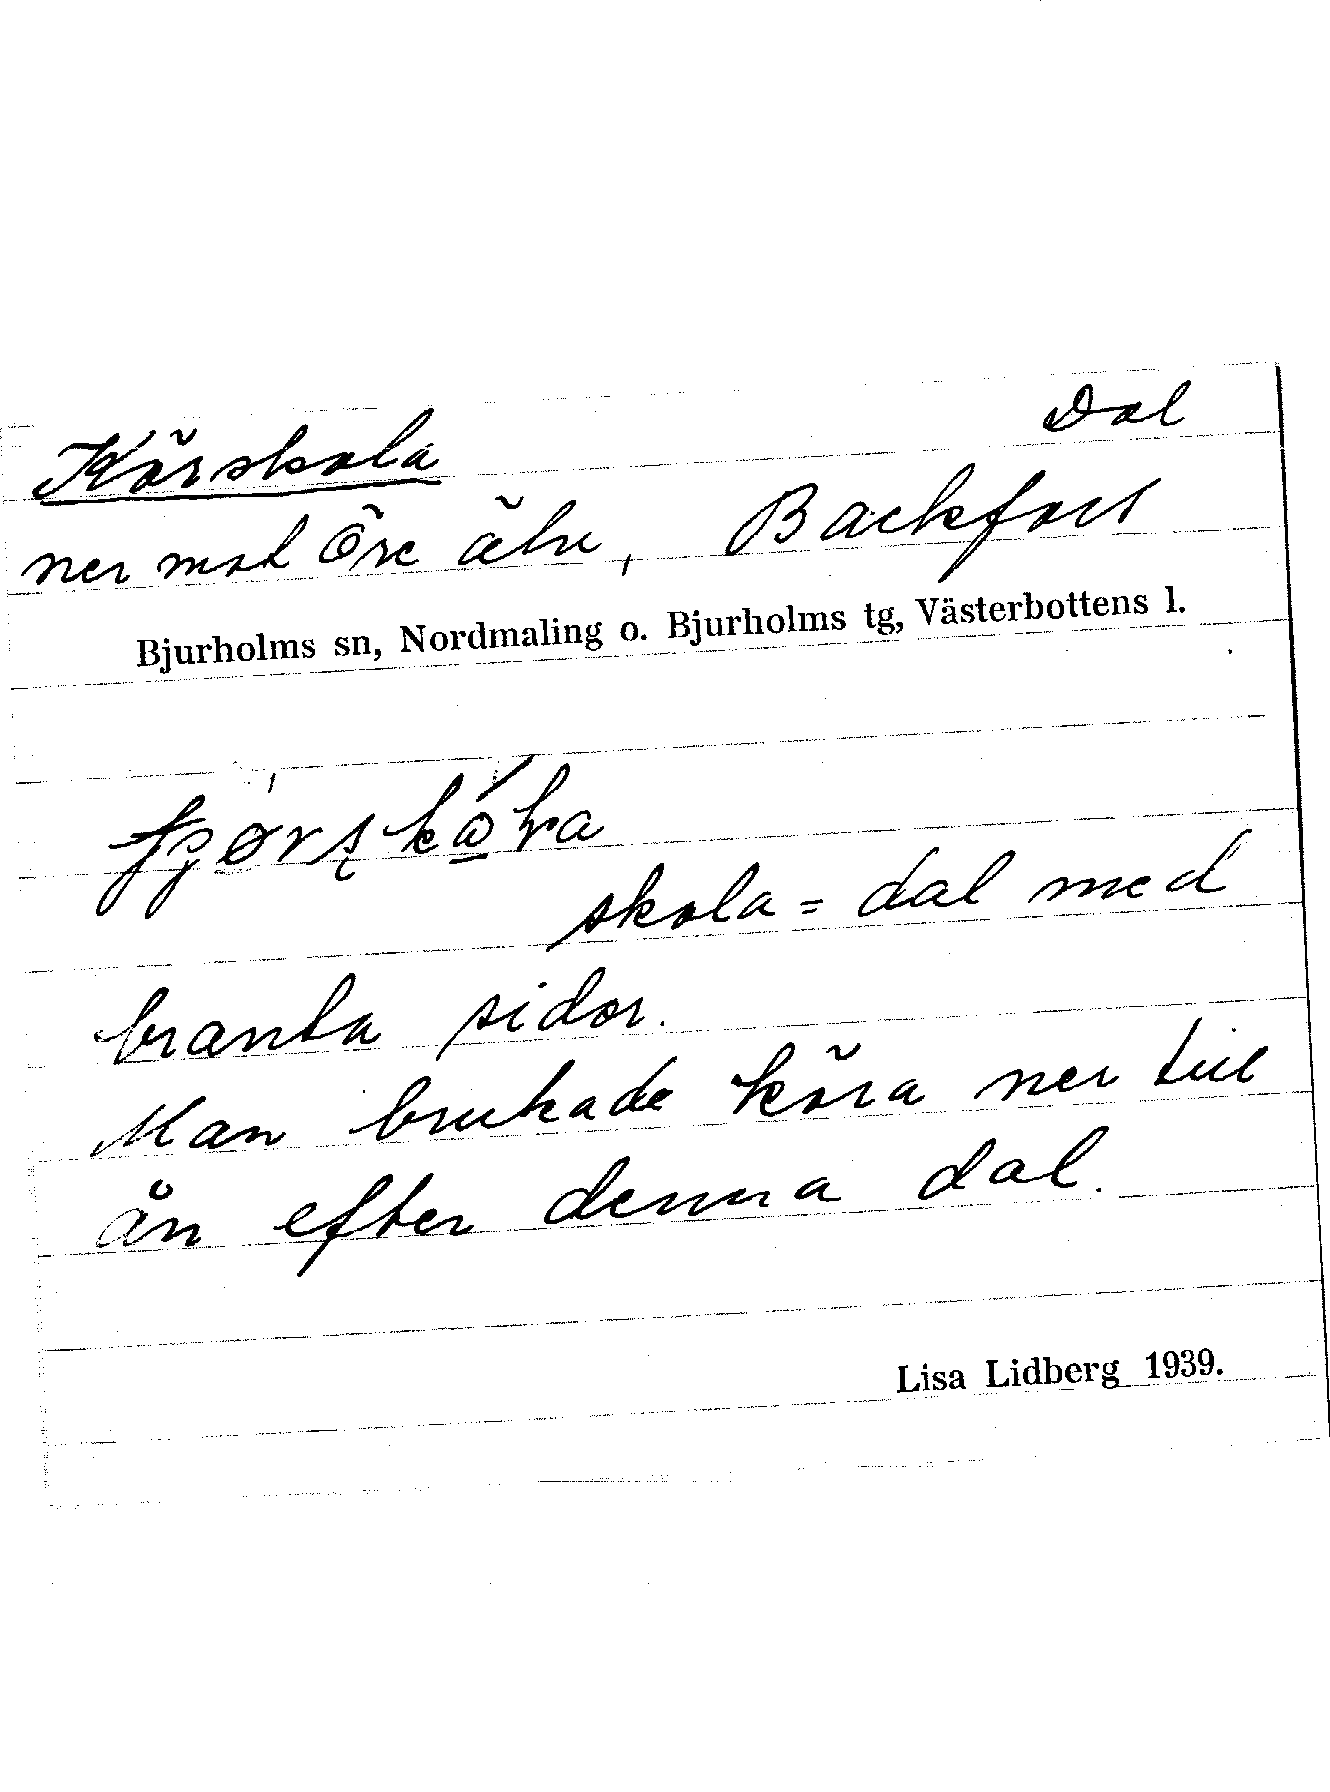 Körskola Dal
ner mot Öre älv, Backfors
Bjurholms sn, Nordmaling o. Bjurholms tg, Västerbottens l.
skola = dal med
branta sidor.
Man brukade köra ner till
ån efter denna dal.
Lisa Lidberg 1939.